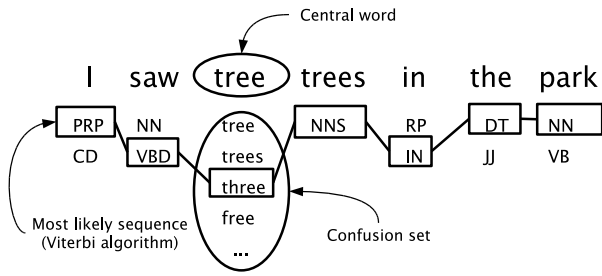 Central word
I saw tree trees in the park
PRP NN tree NNS RP DT NN
CD VBD trees IN JJ VB
three
free
...
Most likely sequence
(Viterbi algorithm)
Confusion set